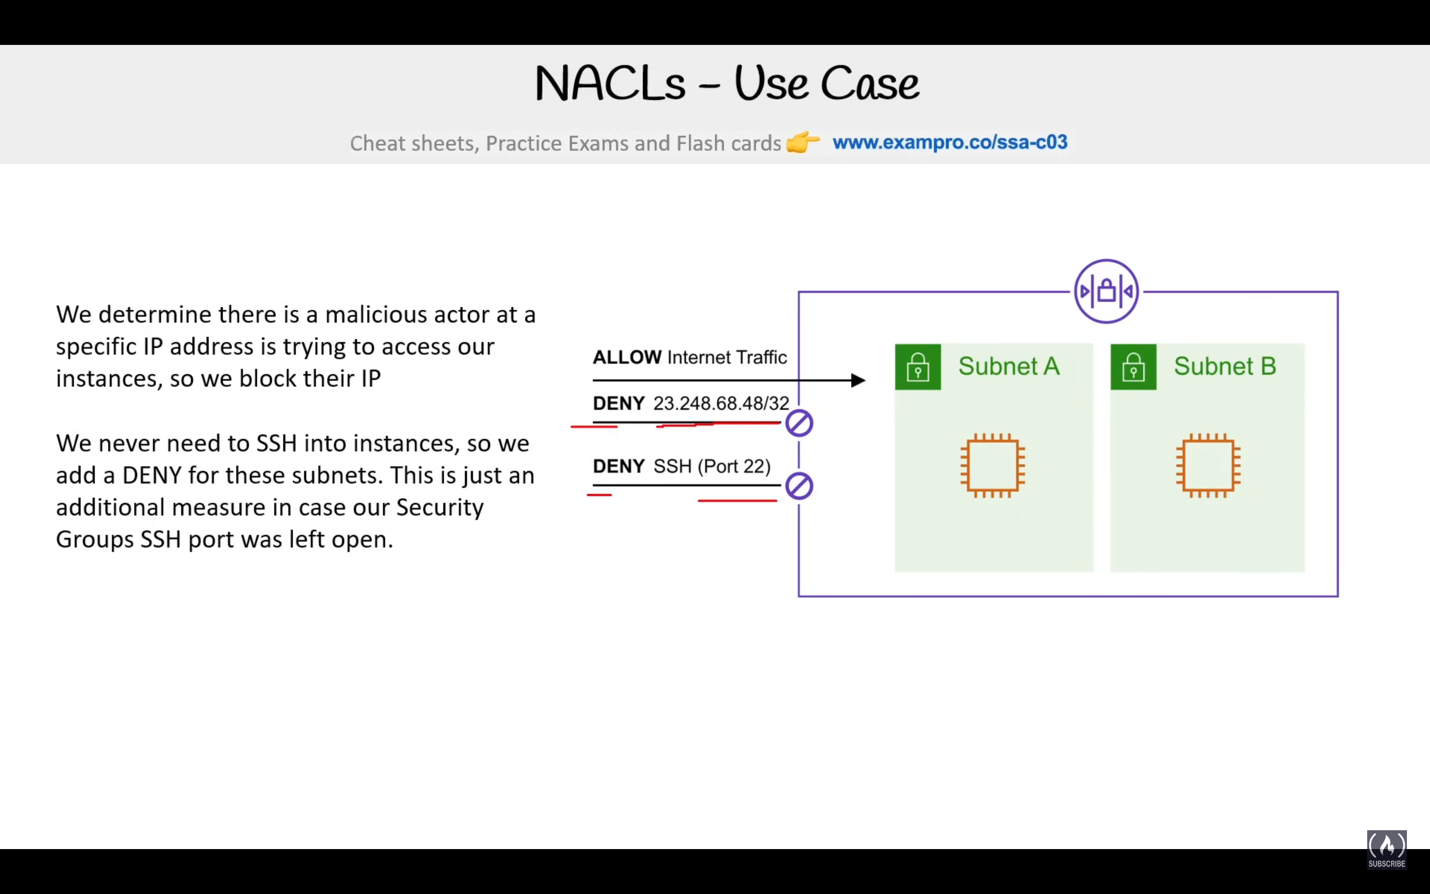 NACLs – Use Case
Cheat sheets, Practice Exams and Flash cards 👉 www.exampro.co/ssa-c03
We determine there is a malicious actor at a
specific IP address is trying to access our
instances, so we block their IP
We never need to SSH into instances, so we
add a DENY for these subnets. This is just an
additional measure in case our Security
Groups SSH port was left open.
ALLOW Internet Traffic
DENY 23.248.68.48/32
DENY SSH (Port 22)
Subnet A
Subnet B
SUBSCRIBE